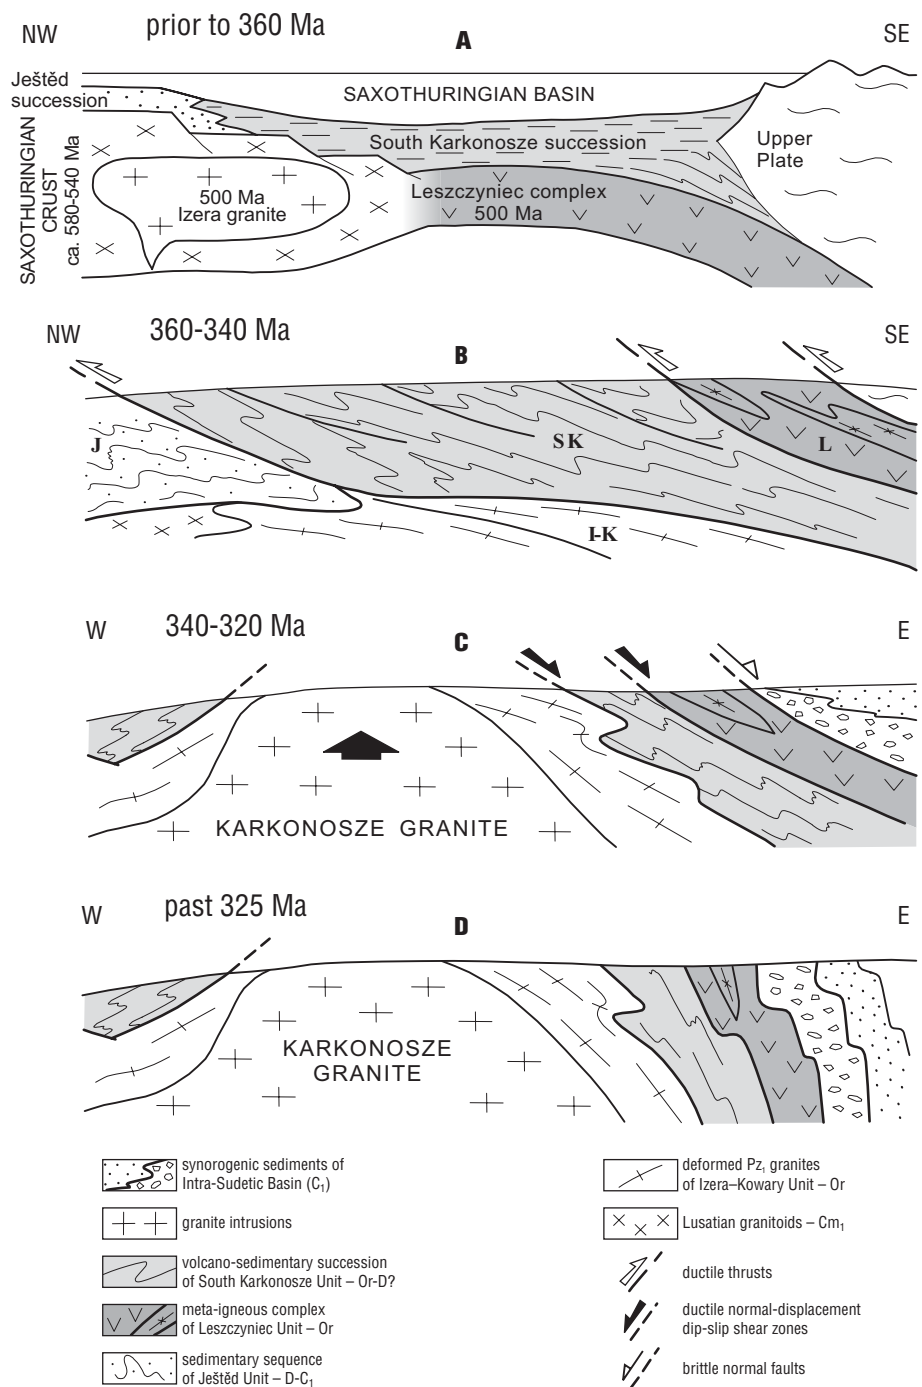 prior to 360 Ma
NW
A
SE
Ještěd
succession
SAXOTHURINGIAN BASIN
South Karkonosze succession
Upper
Plate
SAXOTHURINGIAN
CRUST
ca. 580-540 Ma
500 Ma
Izera granite
Leszczyniec complex
500 Ma
NW
360-340 Ma
B
SE
J
SK
L
I-K
W
340-320 Ma
C
E
KARKONOSZE GRANITE
W
past 325 Ma
D
E
KARKONOSZE
GRANITE
synorogenic sediments of
Intra-Sudetic Basin (C₁)
granite intrusions
volcano-sedimentary succession
of South Karkonosze Unit – Or-D?
meta-igneous complex
of Leszczyniec Unit – Or
sedimentary sequence
of Ještěd Unit – D-C₁
deformed Pz₁ granites
of Izera–Kowary Unit – Or
Lusatian granitoids – Cm₁
ductile thrusts
ductile normal-displacement
dip-slip shear zones
brittle normal faults